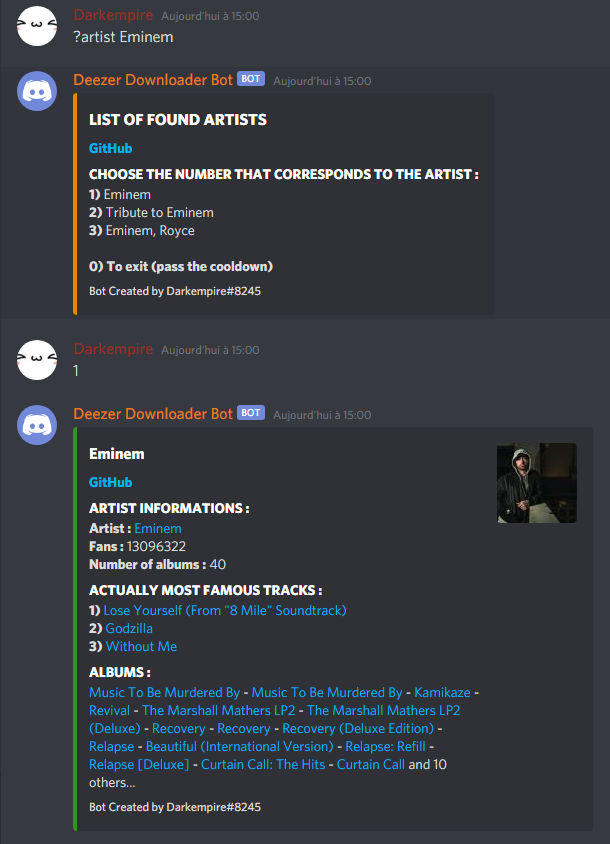 Darkempire Aujourd'hui à 15:00
?artist Eminem
Deezer Downloader Bot BOT Aujourd'hui à 15:00
LIST OF FOUND ARTISTS
GitHub
CHOOSE THE NUMBER THAT CORRESPONDS TO THE ARTIST :
1) Eminem
2) Tribute to Eminem
3) Eminem, Royce
0) To exit (pass the cooldown)
Bot Created by Darkempire#8245
Darkempire Aujourd'hui à 15:00
1
Deezer Downloader Bot BOT Aujourd'hui à 15:00
Eminem
GitHub
ARTIST INFORMATIONS :
Artist : Eminem
Fans : 13096322
Number of albums : 40
ACTUALLY MOST FAMOUS TRACKS :
1) Lose Yourself (From "8 Mile" Soundtrack)
2) Godzilla
3) Without Me
ALBUMS :
Music To Be Murdered By - Music To Be Murdered By - Kamikaze -
Revival - The Marshall Mathers LP2 - The Marshall Mathers LP2
(Deluxe) - Recovery - Recovery - Recovery (Deluxe Edition) -
Relapse - Beautiful (International Version) - Relapse: Refill -
Relapse [Deluxe] - Curtain Call: The Hits - Curtain Call and 10
others...
Bot Created by Darkempire#8245